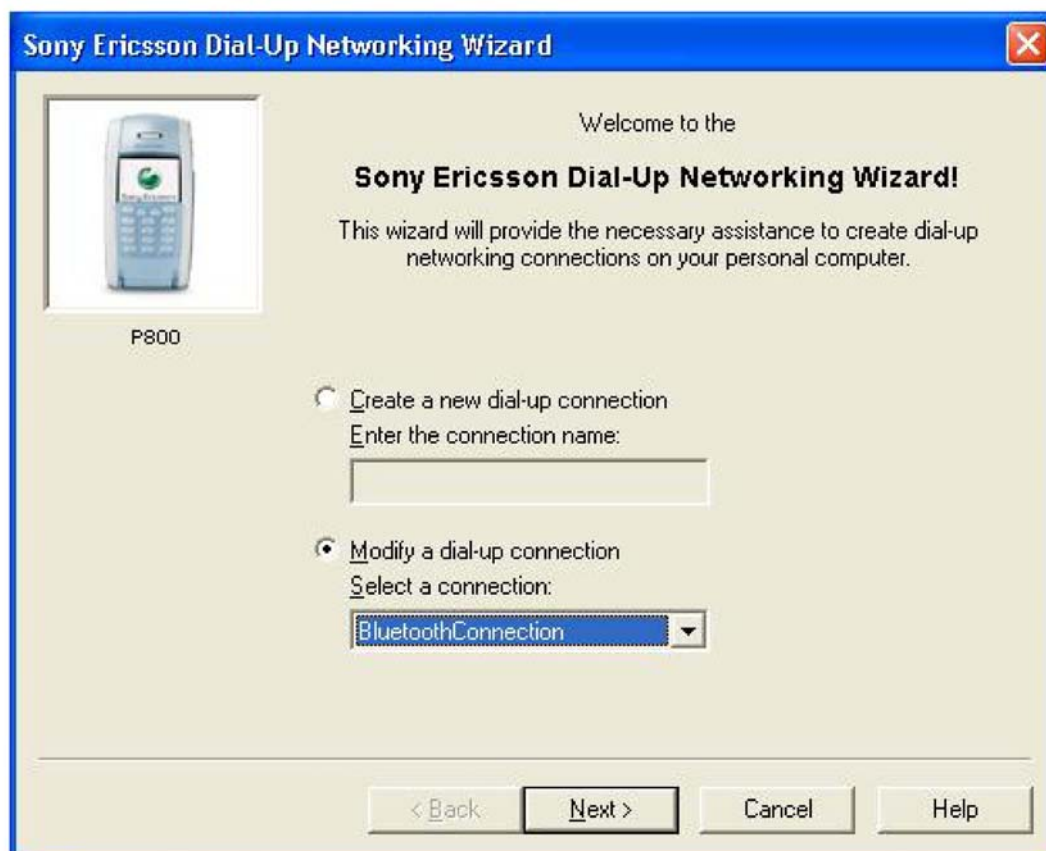 Sony Ericsson Dial-Up Networking Wizard
Welcome to the
Sony Ericsson Dial-Up Networking Wizard!
This wizard will provide the necessary assistance to create dial-up
networking connections on your personal computer.
Sony Ericsson
P800
Create a new dial-up connection
Enter the connection name:
Modify a dial-up connection
Select a connection:
BluetoothConnection
< Back
Next >
Cancel
Help